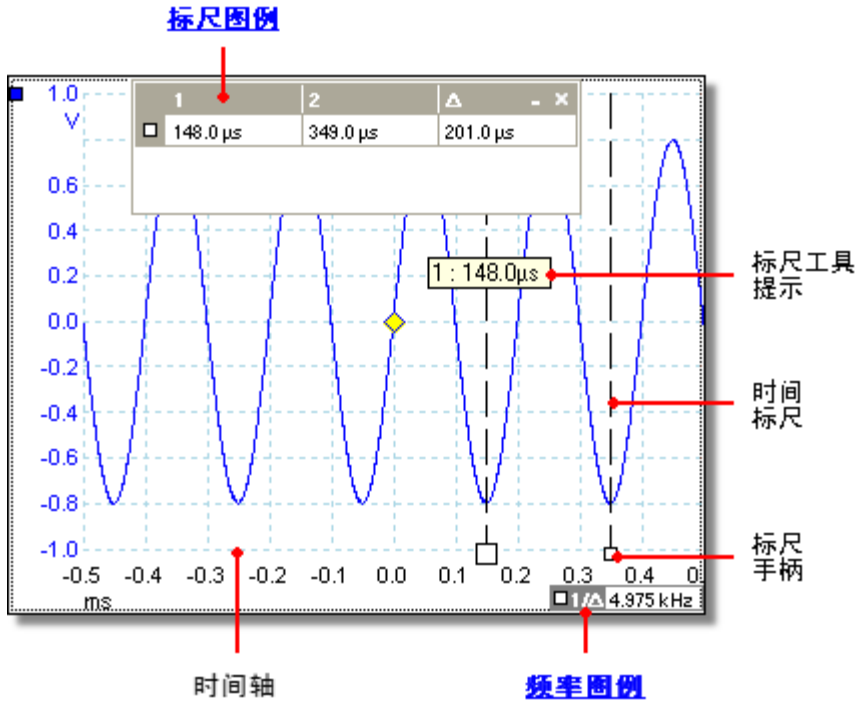 标尺图例
1.0
V
0.6
0.4
0.2
0.0
-0.2
-0.4
-0.6
-0.8
-1.0
1 2 Δ - ×
148.0 µs 349.0 µs 201.0 µs
1 : 148.0µs
标尺工具
提示
时间
标尺
标尺
手柄
-0.5 -0.4 -0.3 -0.2 -0.1 0.0 0.1 0.2 0.3 0.4 0.
ms
1/Δ 4.975 kHz
时间轴
频率图例